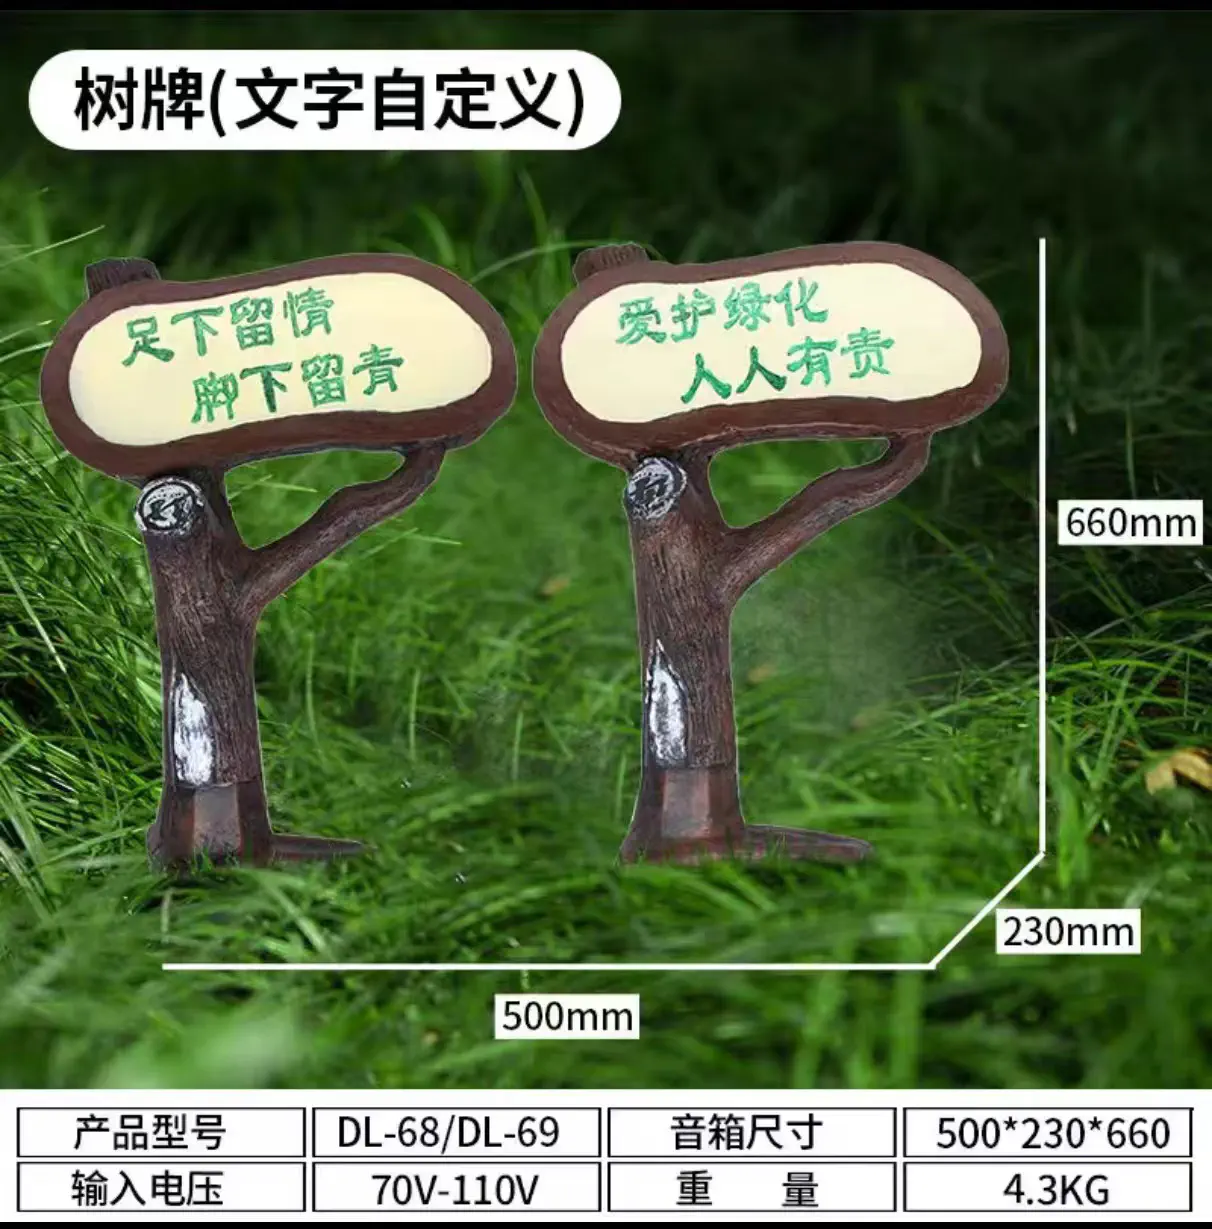 树牌(文字自定义)
足下留情
脚下留青
爱护绿化
人人有责
660mm
230mm
500mm
产品型号 DL-68/DL-69 音箱尺寸 500*230*660
输入电压 70V-110V 重 量 4.3KG